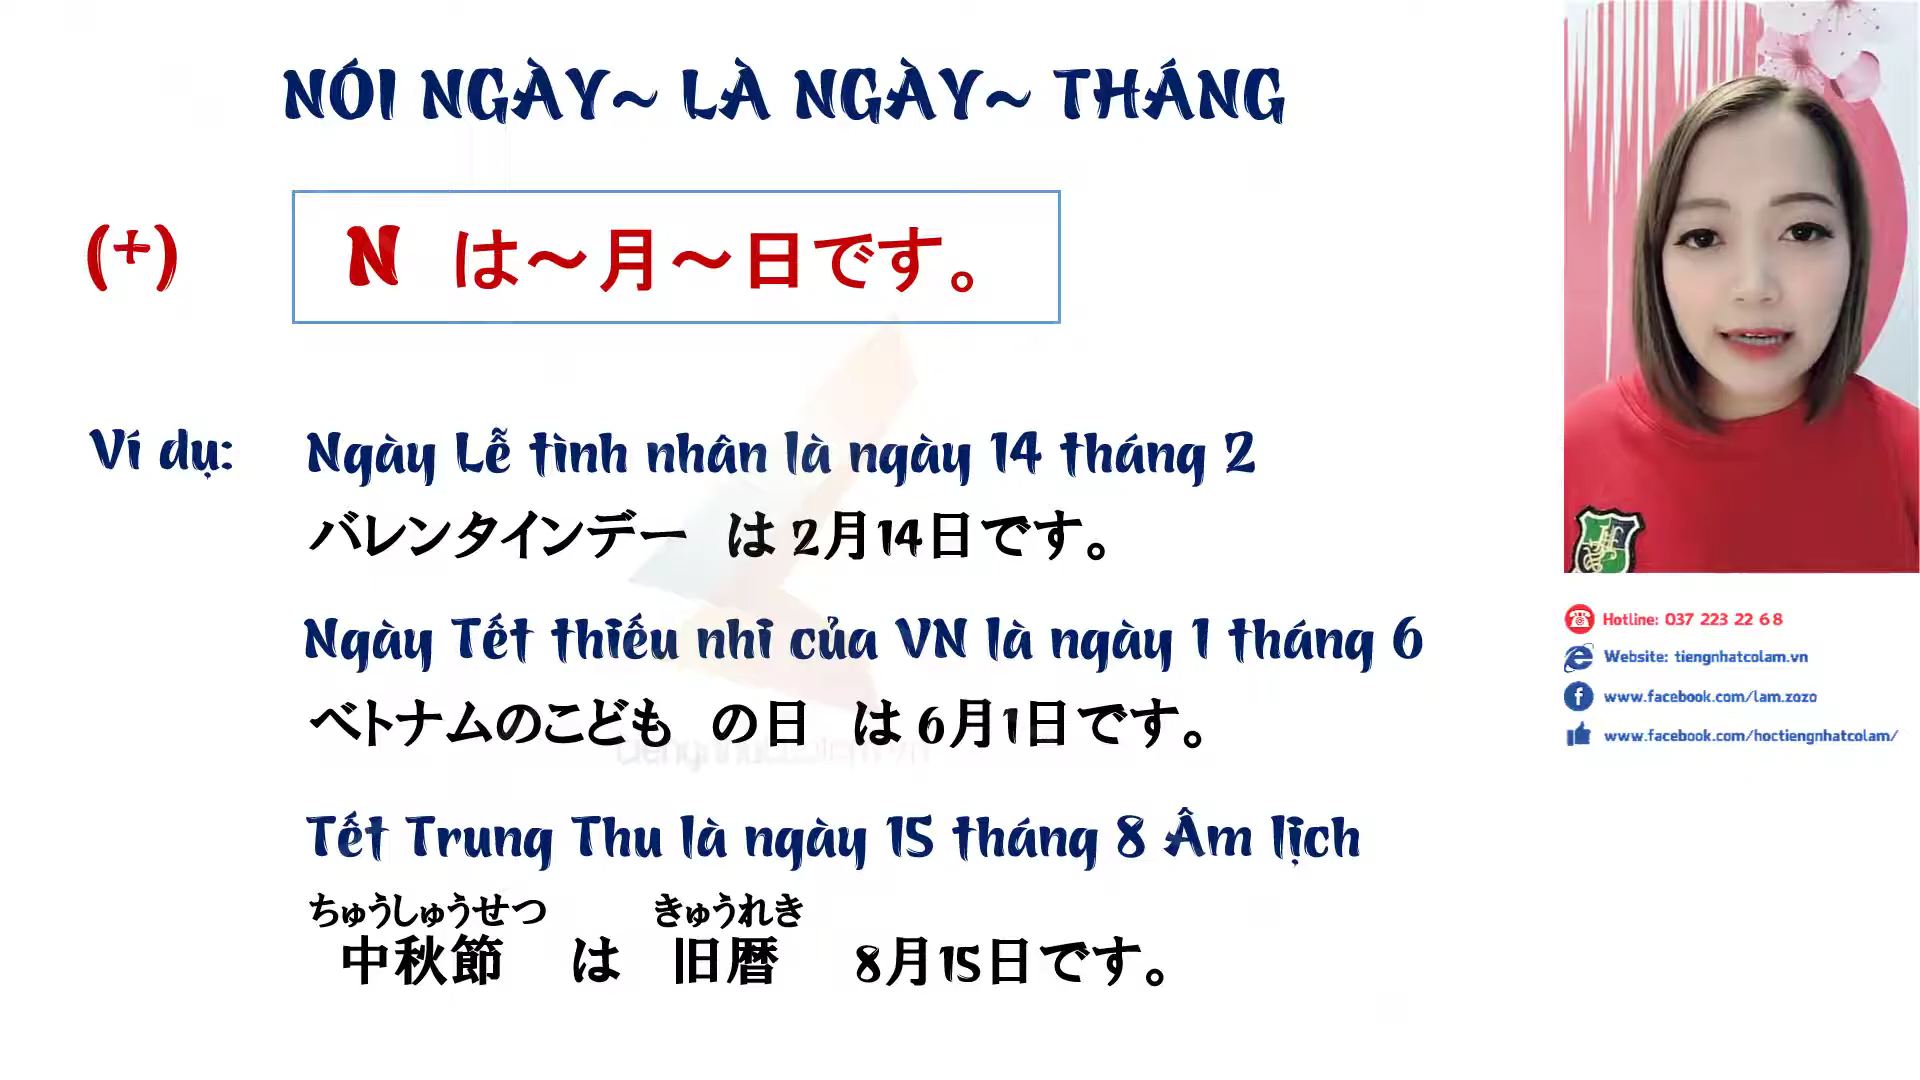 NÓI NGÀY~ LÀ NGÀY~ THÁNG
(+) N は～月～日です。
Ví dụ: Ngày Lễ tình nhân là ngày 14 tháng 2
バレンタインデー は 2月14日です。
Ngày Tết thiếu nhi của VN là ngày 1 tháng 6
ベトナムのこども の日 は 6月1日です。
tiengnhatcolam.vn
Tết Trung Thu là ngày 15 tháng 8 Âm lịch
ちゅうしゅうせつ きゅうれき
中秋節 は 旧暦 8月15日です。
Hotline: 037 223 22 68
Website: tiengnhatcolam.vn
www.facebook.com/lam.zozo
www.facebook.com/hoctiengnhatcolam/